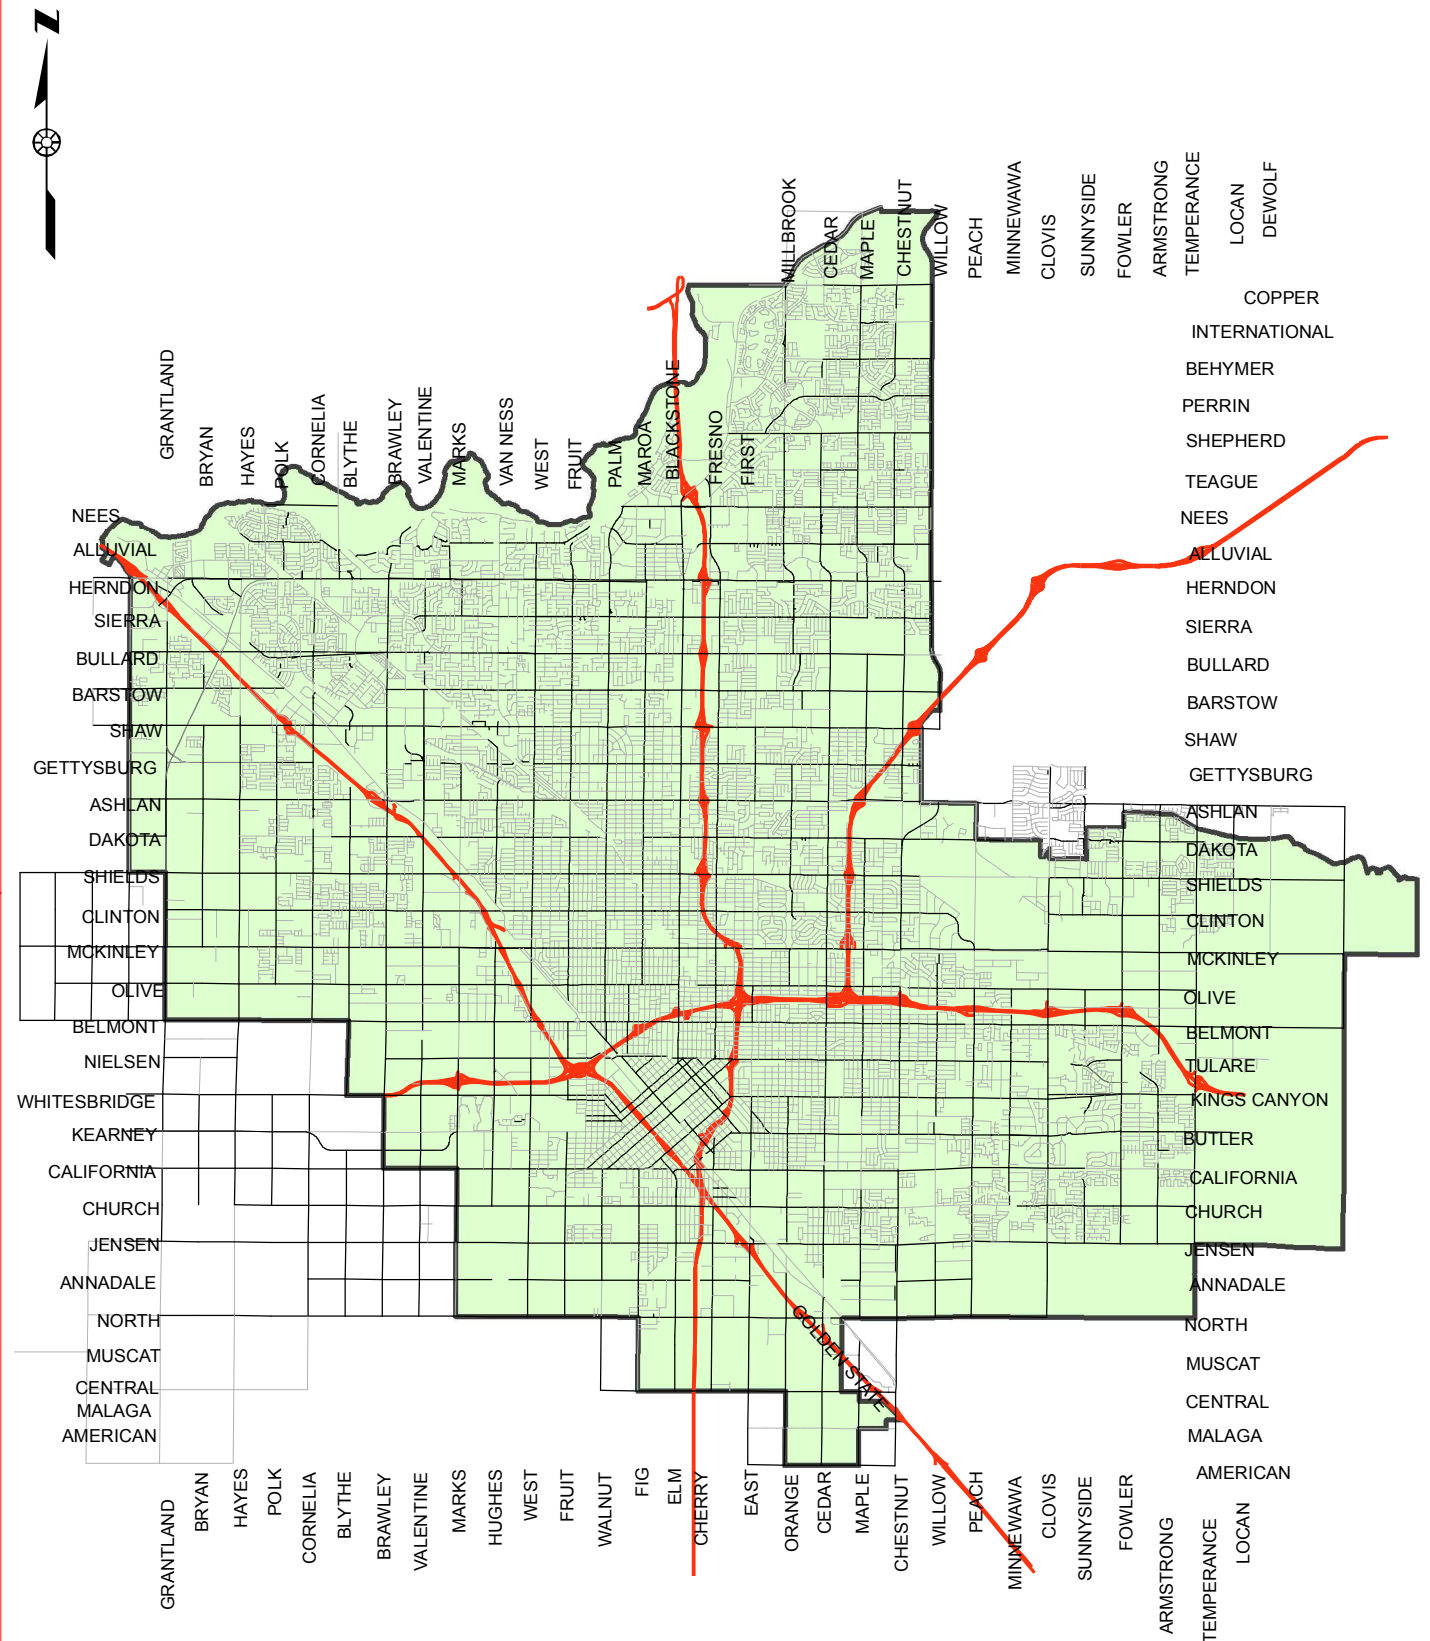 N
MILLBROOK
CEDAR
MAPLE
CHESTNUT
WILLOW
PEACH
MINNEWAWA
CLOVIS
SUNNYSIDE
FOWLER
ARMSTRONG
TEMPERANCE
LOCAN
DEWOLF
GRANTLAND
BRYAN
HAYES
POLK
CORNELIA
BLYTHE
BRAWLEY
VALENTINE
MARKS
VAN NESS
WEST
FRUIT
PALM
MAROA
BLACKSTONE
FRESNO
FIRST
COPPER
INTERNATIONAL
BEHYMER
PERRIN
SHEPHERD
TEAGUE
NEES
ALLUVIAL
HERNDON
SIERRA
BULLARD
BARSTOW
SHAW
GETTYSBURG
ASHLAN
DAKOTA
SHIELDS
CLINTON
MCKINLEY
OLIVE
BELMONT
TULARE
KINGS CANYON
BUTLER
CALIFORNIA
CHURCH
JENSEN
ANNADALE
NORTH
MUSCAT
CENTRAL
MALAGA
AMERICAN
NEES
ALLUVIAL
HERNDON
SIERRA
BULLARD
BARSTOW
SHAW
GETTYSBURG
ASHLAN
DAKOTA
SHIELDS
CLINTON
MCKINLEY
OLIVE
BELMONT
NIELSEN
WHITESBRIDGE
KEARNEY
CALIFORNIA
CHURCH
JENSEN
ANNADALE
NORTH
MUSCAT
CENTRAL
MALAGA
AMERICAN
GOLDEN STATE
GRANTLAND
BRYAN
HAYES
POLK
CORNELIA
BLYTHE
BRAWLEY
VALENTINE
MARKS
HUGHES
WEST
FRUIT
WALNUT
FIG
ELM
CHERRY
EAST
ORANGE
CEDAR
MAPLE
CHESTNUT
WILLOW
PEACH
MINNEWAWA
CLOVIS
SUNNYSIDE
FOWLER
ARMSTRONG
TEMPERANCE
LOCAN